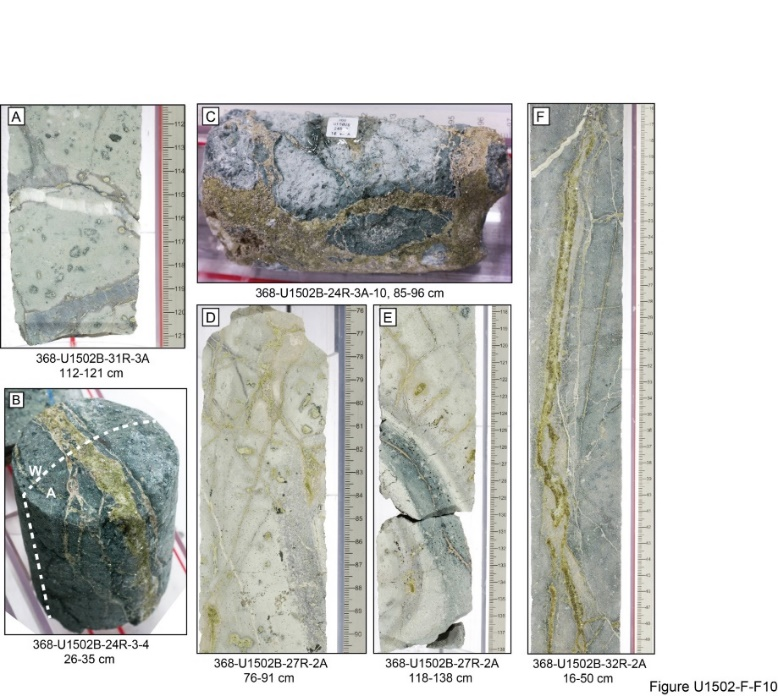 A
368-U1502B-31R-3A
112-121 cm
B
W
A
368-U1502B-24R-3-4
26-35 cm
C
368-U1502B-24R-3A-10, 85-96 cm
D
368-U1502B-27R-2A
76-91 cm
E
368-U1502B-27R-2A
118-138 cm
F
368-U1502B-32R-2A
16-50 cm
Figure U1502-F-F10